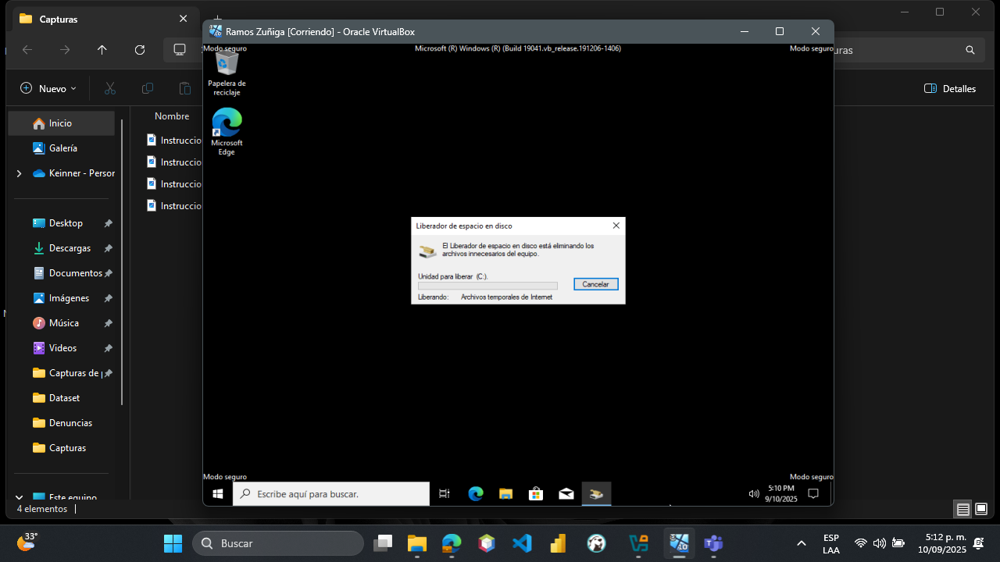 Capturas
Nuevo
Detalles
uras
Inicio
Galería
Keinner - Person
Desktop
Descargas
Documentos
Imágenes
Música
Videos
Capturas de
Dataset
Denuncias
Capturas
Este equipo
4 elementos
Nombre
Instruccio
Instruccio
Instruccio
Instruccio
Ramos Zuñiga [Corriendo] - Oracle VirtualBox
Modo seguro
Microsoft (R) Windows (R) (Build 19041.vb_release.191206-1406)
Modo seguro
Papelera de
reciclaje
Microsoft
Edge
Liberador de espacio en disco
El Liberador de espacio en disco está eliminando los
archivos innecesarios del equipo.
Unidad para liberar (C:).
Cancelar
Liberando: Archivos temporales de Internet
Modo seguro
Modo seguro
Escribe aquí para buscar.
5:10 PM
9/10/2025
33°
Buscar
ESP
LAA
5:12 p. m.
10/09/2025